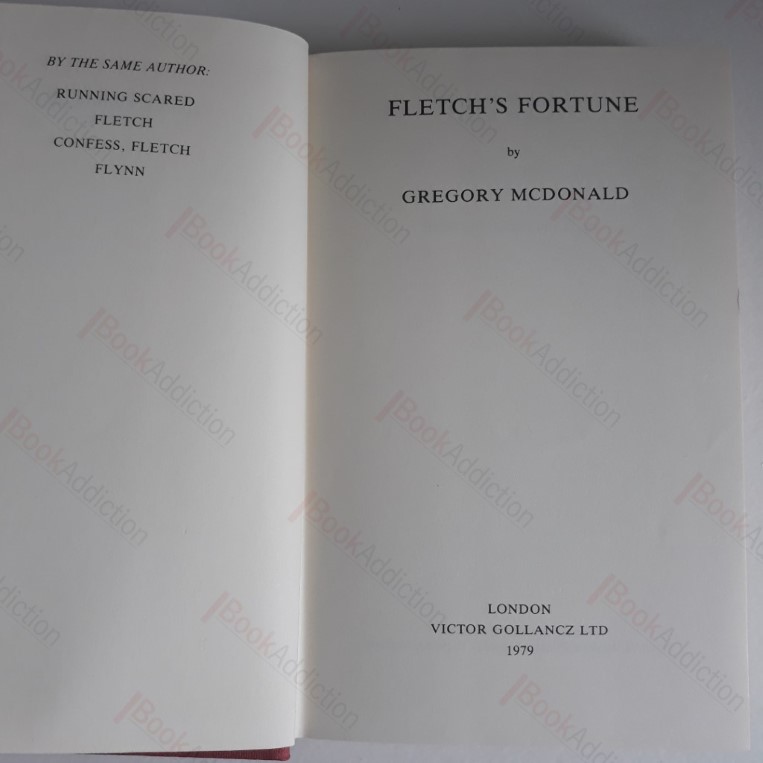 BY THE SAME AUTHOR:
RUNNING SCARED
FLETCH
CONFESS, FLETCH
FLYNN
FLETCH'S FORTUNE
by
GREGORY MCDONALD
LONDON
VICTOR GOLLANCZ LTD
1979
BookAddiction